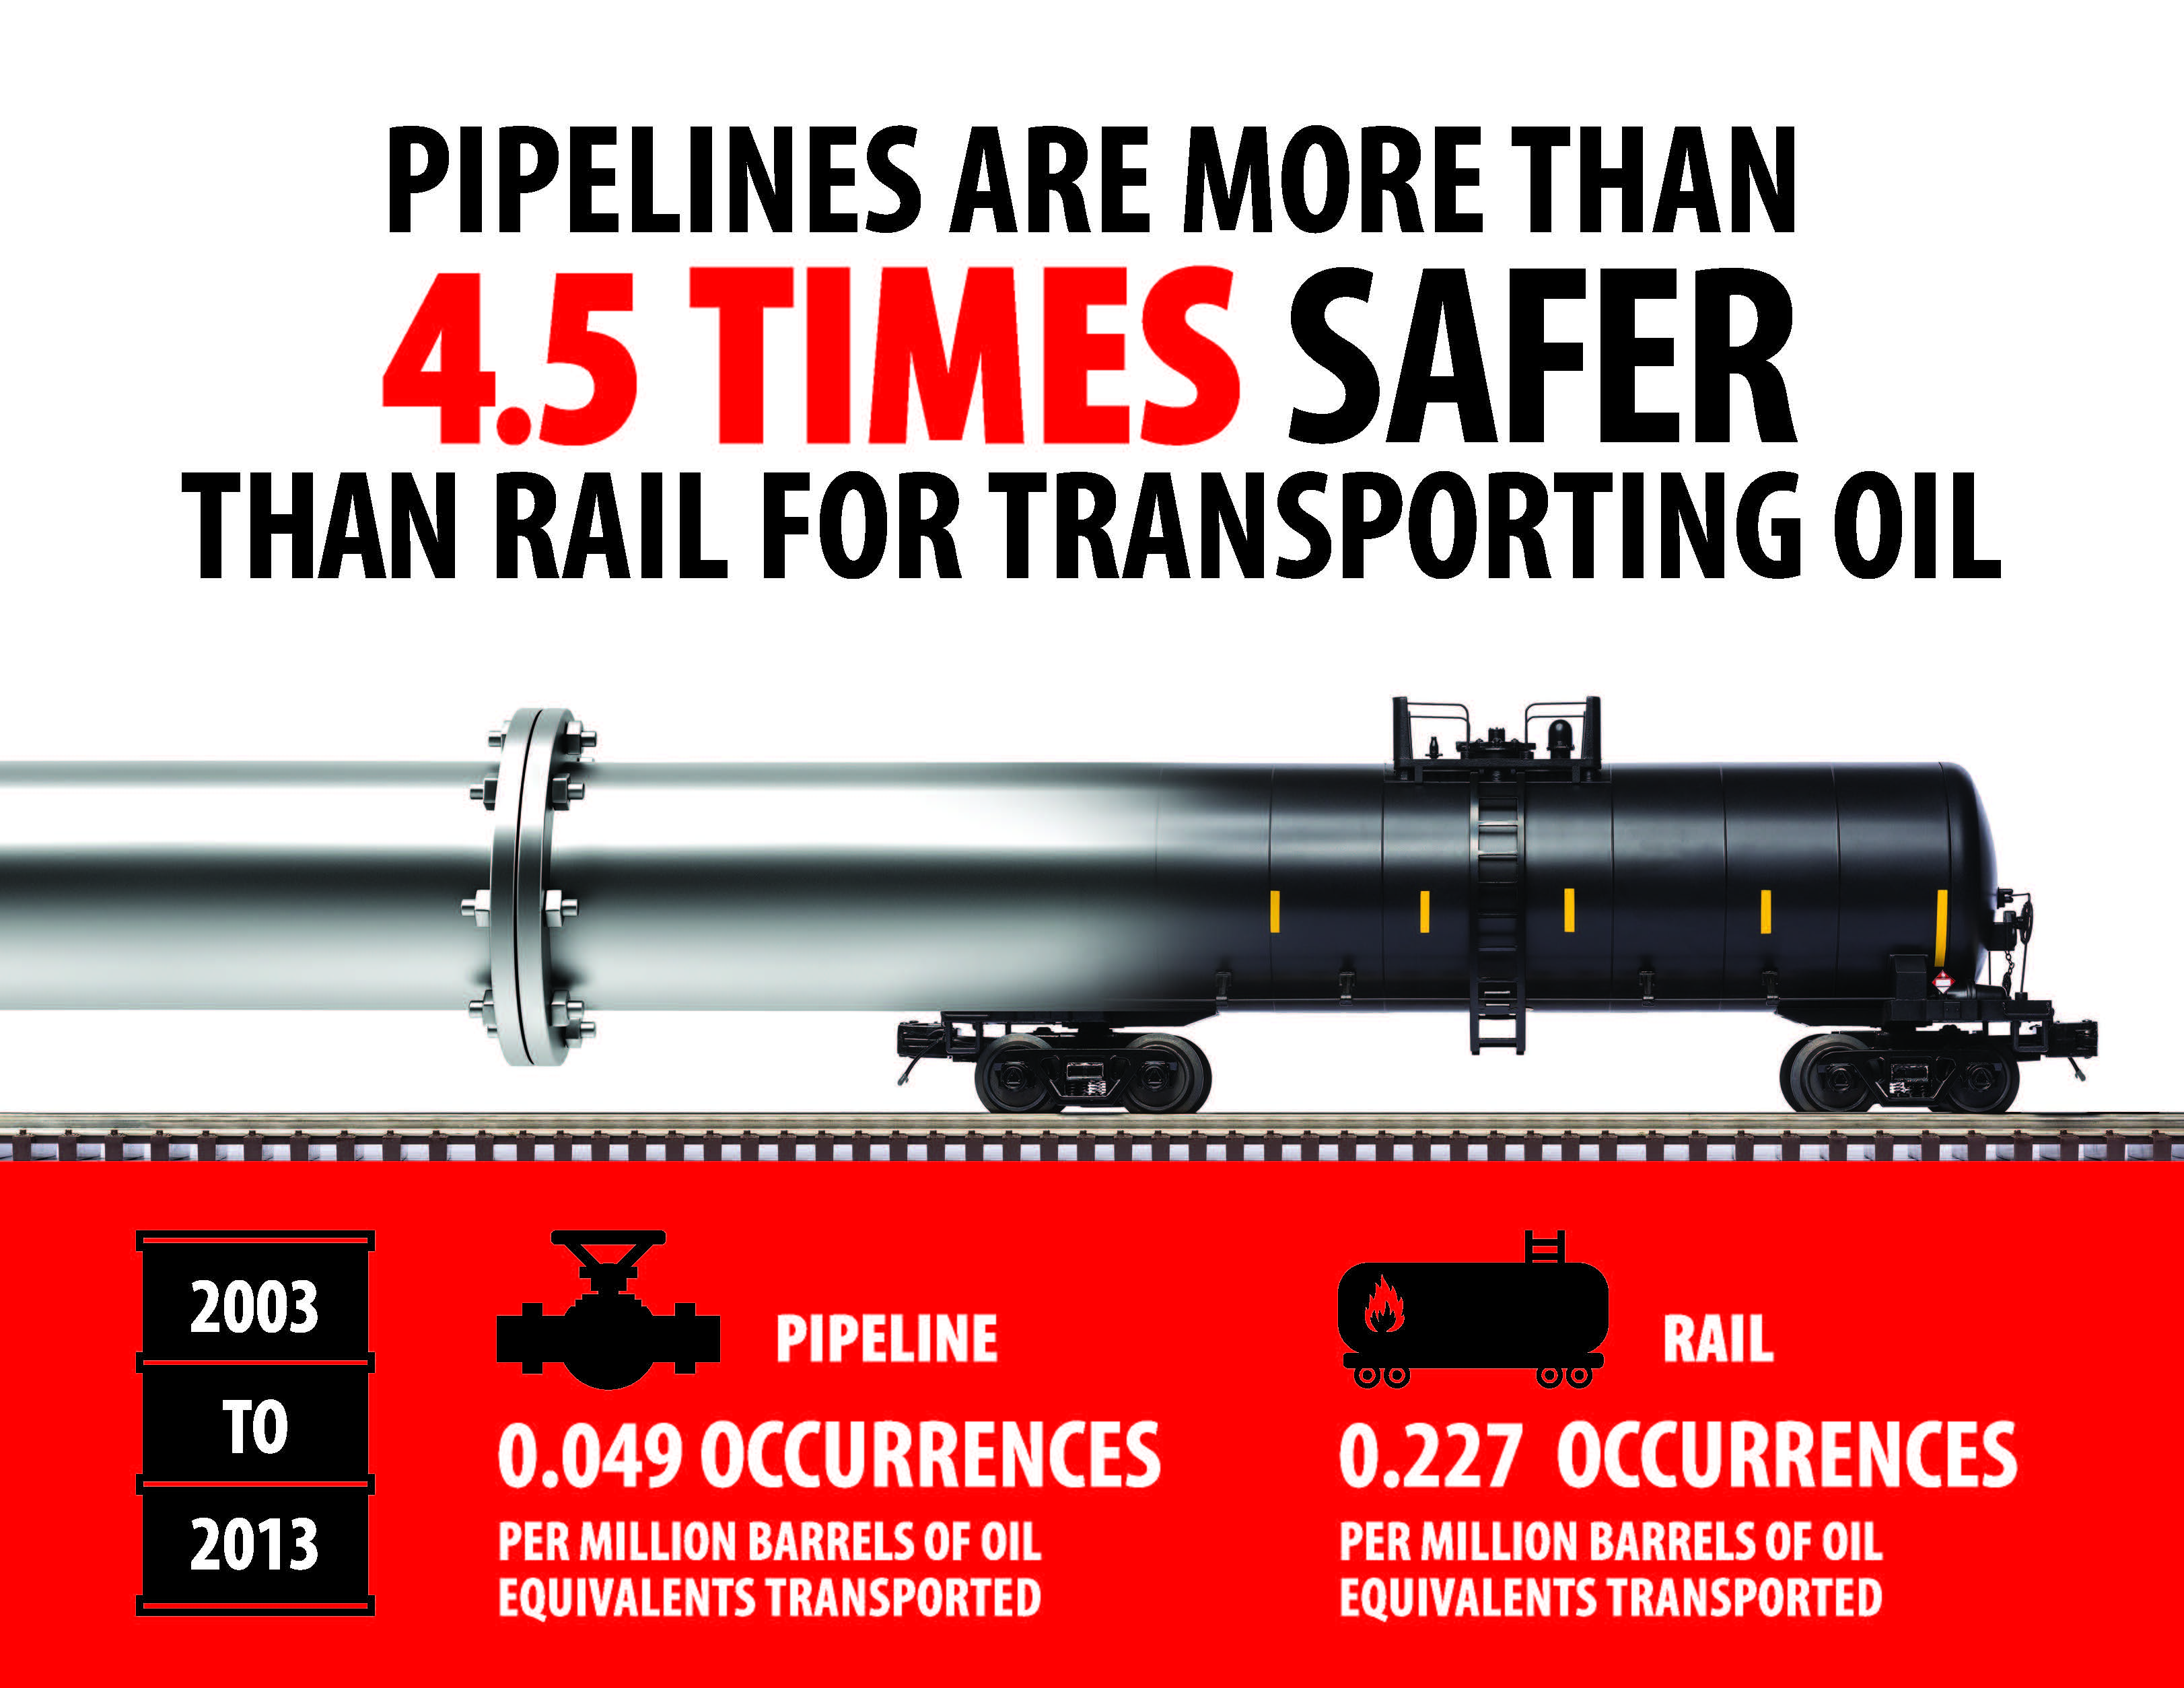 PIPELINES ARE MORE THAN
4.5 TIMES SAFER
THAN RAIL FOR TRANSPORTING OIL
2003
TO
2013
PIPELINE
0.049 OCCURRENCES
PER MILLION BARRELS OF OIL
EQUIVALENTS TRANSPORTED
RAIL
0.227 OCCURRENCES
PER MILLION BARRELS OF OIL
EQUIVALENTS TRANSPORTED